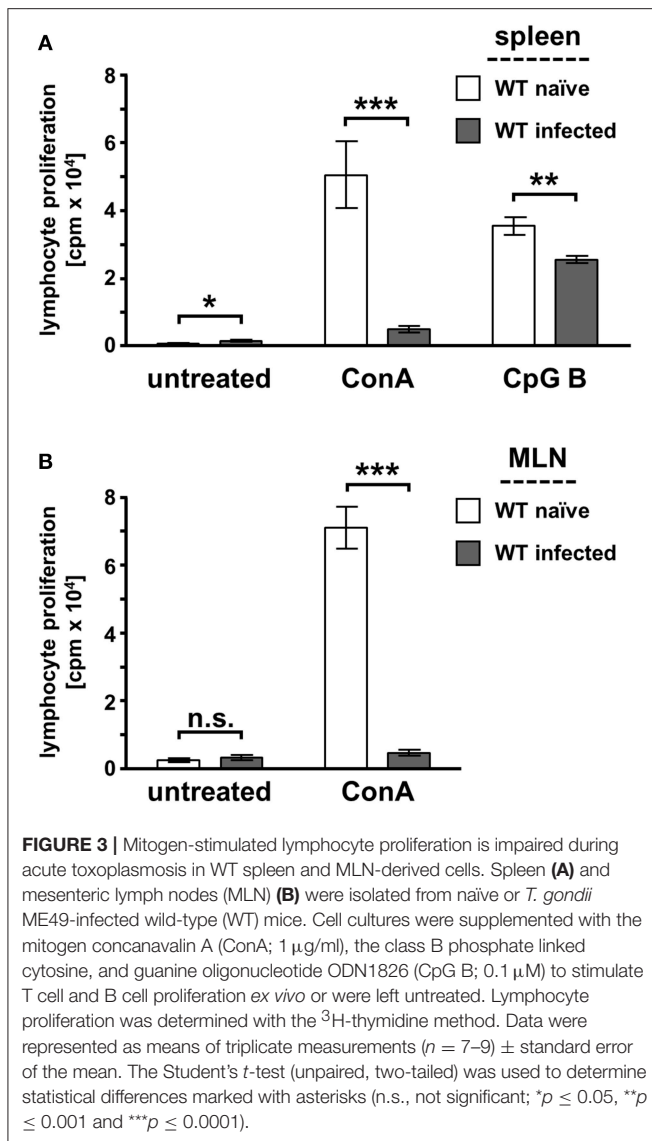 A
spleen
WT naïve
WT infected
lymphocyte proliferation
[cpm x 10⁴]
8
6
4
2
0
*
***
**
untreated
ConA
CpG B
B
MLN
WT naïve
WT infected
lymphocyte proliferation
[cpm x 10⁴]
8
6
4
2
0
n.s.
***
untreated
ConA
FIGURE 3 | Mitogen-stimulated lymphocyte proliferation is impaired during
acute toxoplasmosis in WT spleen and MLN-derived cells. Spleen (A) and
mesenteric lymph nodes (MLN) (B) were isolated from naïve or T. gondii
ME49-infected wild-type (WT) mice. Cell cultures were supplemented with the
mitogen concanavalin A (ConA; 1 µg/ml), the class B phosphate linked
cytosine, and guanine oligonucleotide ODN1826 (CpG B; 0.1 µM) to stimulate
T cell and B cell proliferation ex vivo or were left untreated. Lymphocyte
proliferation was determined with the ³H-thymidine method. Data were
represented as means of triplicate measurements (n = 7–9) ± standard error
of the mean. The Student's t-test (unpaired, two-tailed) was used to determine
statistical differences marked with asterisks (n.s., not significant; *p ≤ 0.05, **p
≤ 0.001 and ***p ≤ 0.0001).